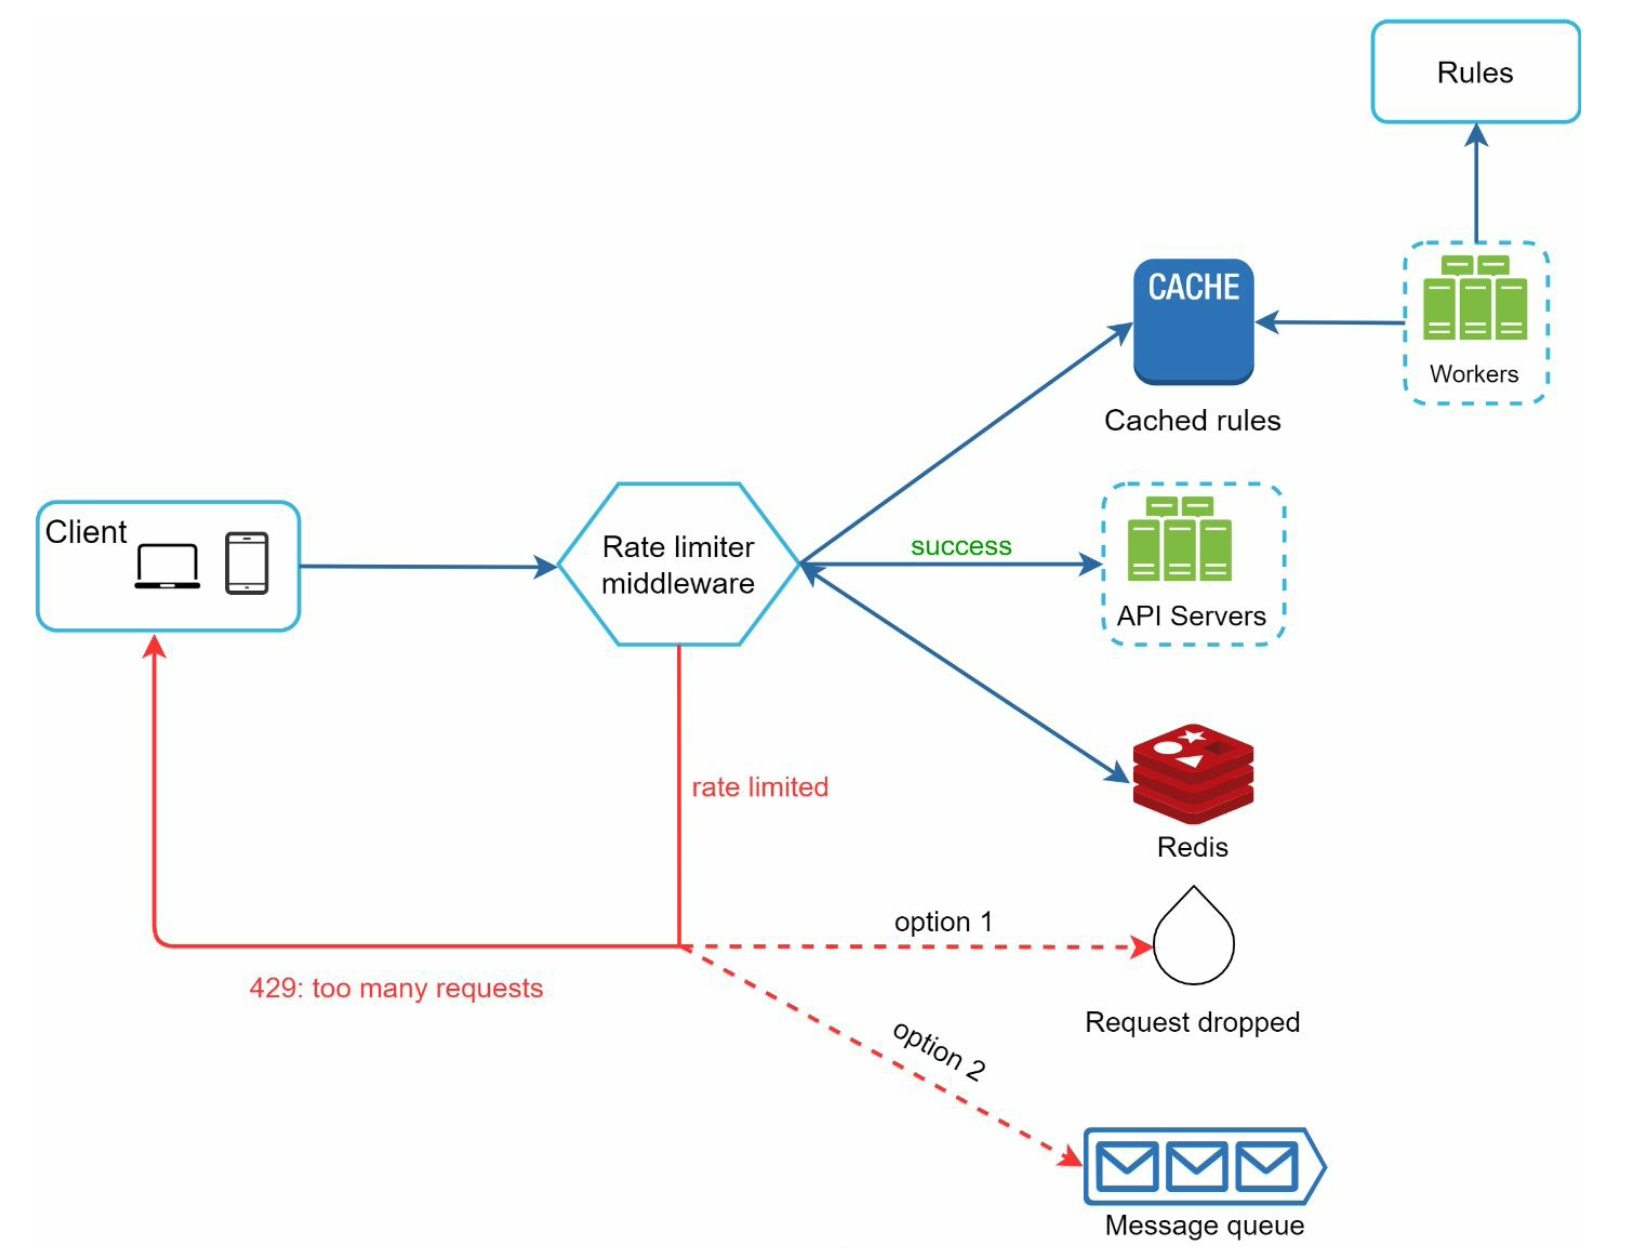 Rules
CACHE
Workers
Cached rules
Client
Rate limiter
middleware
success
API Servers
rate limited
Redis
option 1
429: too many requests
Request dropped
option 2
Message queue